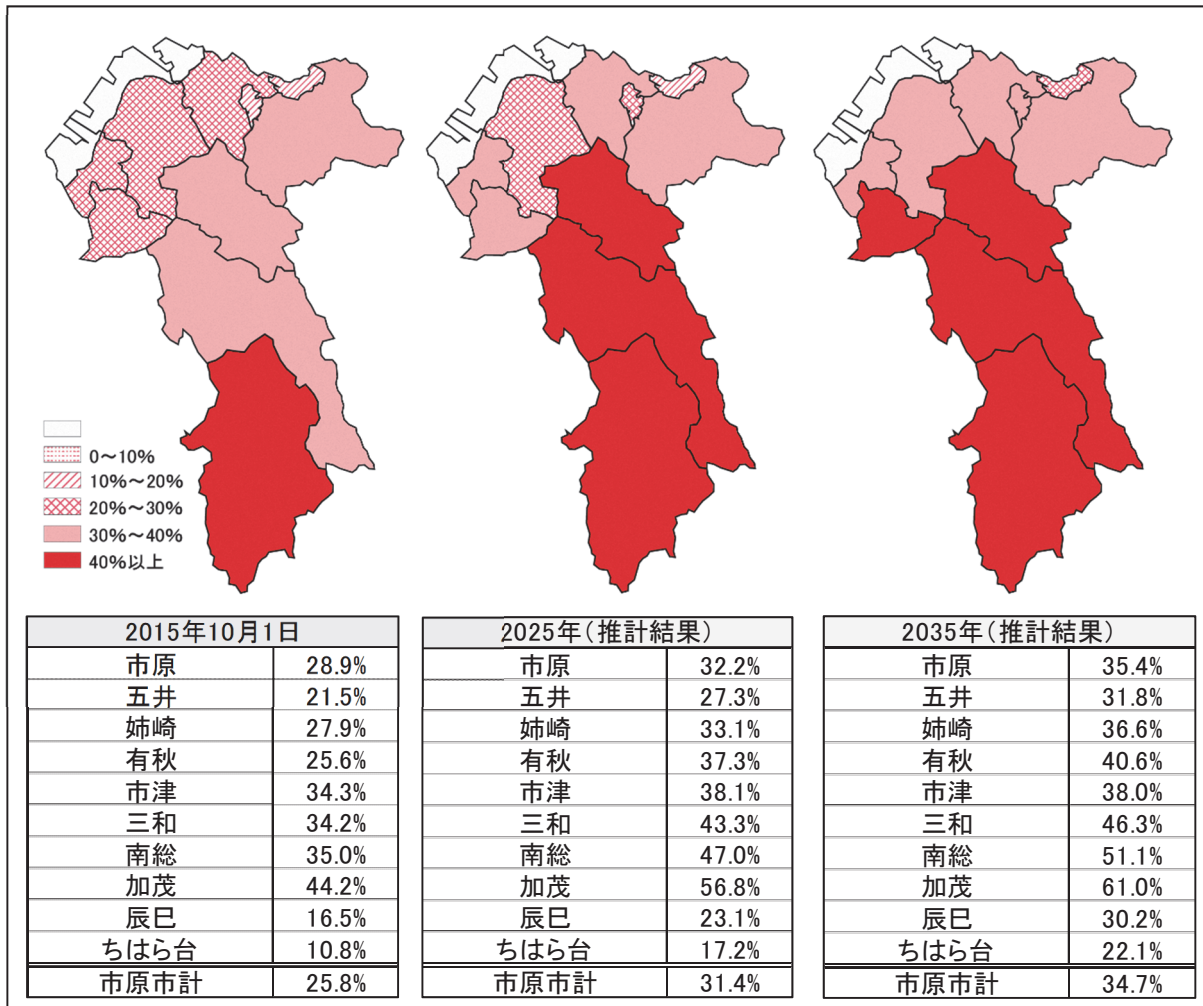 0～10%
10%～20%
20%～30%
30%～40%
40%以上
2015年10月1日
市原 28.9%
五井 21.5%
姉崎 27.9%
有秋 25.6%
市津 34.3%
三和 34.2%
南総 35.0%
加茂 44.2%
辰巳 16.5%
ちはら台 10.8%
市原市計 25.8%
2025年（推計結果）
市原 32.2%
五井 27.3%
姉崎 33.1%
有秋 37.3%
市津 38.1%
三和 43.3%
南総 47.0%
加茂 56.8%
辰巳 23.1%
ちはら台 17.2%
市原市計 31.4%
2035年（推計結果）
市原 35.4%
五井 31.8%
姉崎 36.6%
有秋 40.6%
市津 38.0%
三和 46.3%
南総 51.1%
加茂 61.0%
辰巳 30.2%
ちはら台 22.1%
市原市計 34.7%